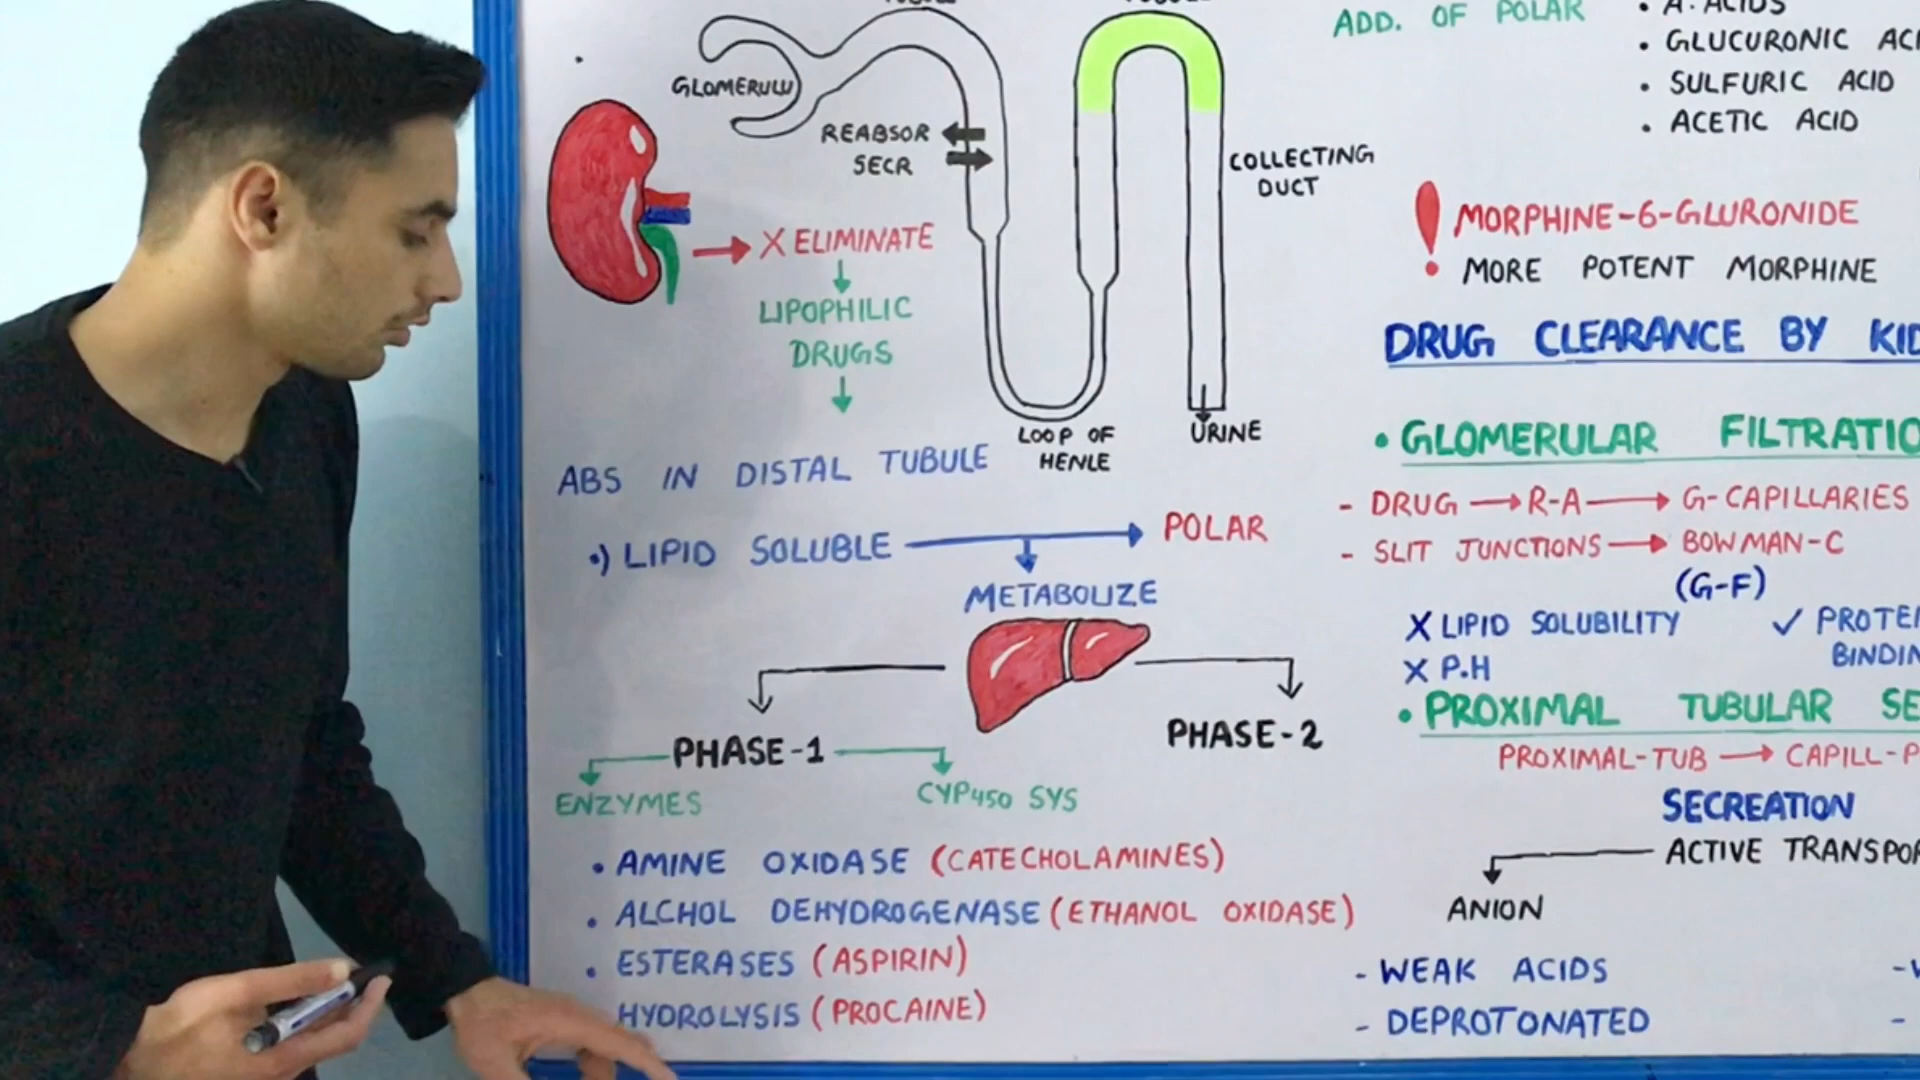 GLOMERULU
REABSOR
SECR
X ELIMINATE
LIPOPHILIC
DRUGS
ABS IN DISTAL TUBULE
LOOP OF
HENLE
URINE
COLLECTING
DUCT
•) LIPID SOLUBLE
POLAR
METABOLIZE
PHASE-1
PHASE-2
ENZYMES
CYP450 SYS
• AMINE OXIDASE (CATECHOLAMINES)
• ALCHOL DEHYDROGENASE (ETHANOL OXIDASE)
• ESTERASES (ASPIRIN)
HYDROLYSIS (PROCAINE)
ADD. OF POLAR
• A. ACIDS
• GLUCURONIC
• SULFURIC ACID
• ACETIC ACID
! MORPHINE-6-GLURONIDE
MORE POTENT MORPHINE
DRUG CLEARANCE BY
• GLOMERULAR
- DRUG → R-A → G-CAPILLARIES
- SLIT JUNCTIONS → BOWMAN-C
(G-F)
X LIPID SOLUBILITY
X P.H
✓
• PROXIMAL TUBULAR
PROXIMAL-TUB →
SECREATION
ACTIVE
ANION
- WEAK ACIDS
- DEPROTONATED